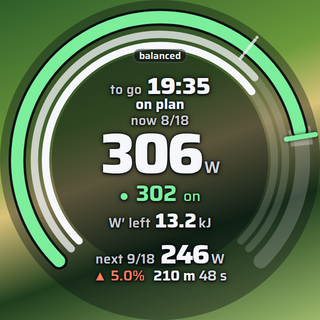 balanced
to go 19:35
on plan
now 8/18
306W
● 302 on
W' left 13.2 kJ
next 9/18 246 W
▲ 5.0% 210 m 48 s